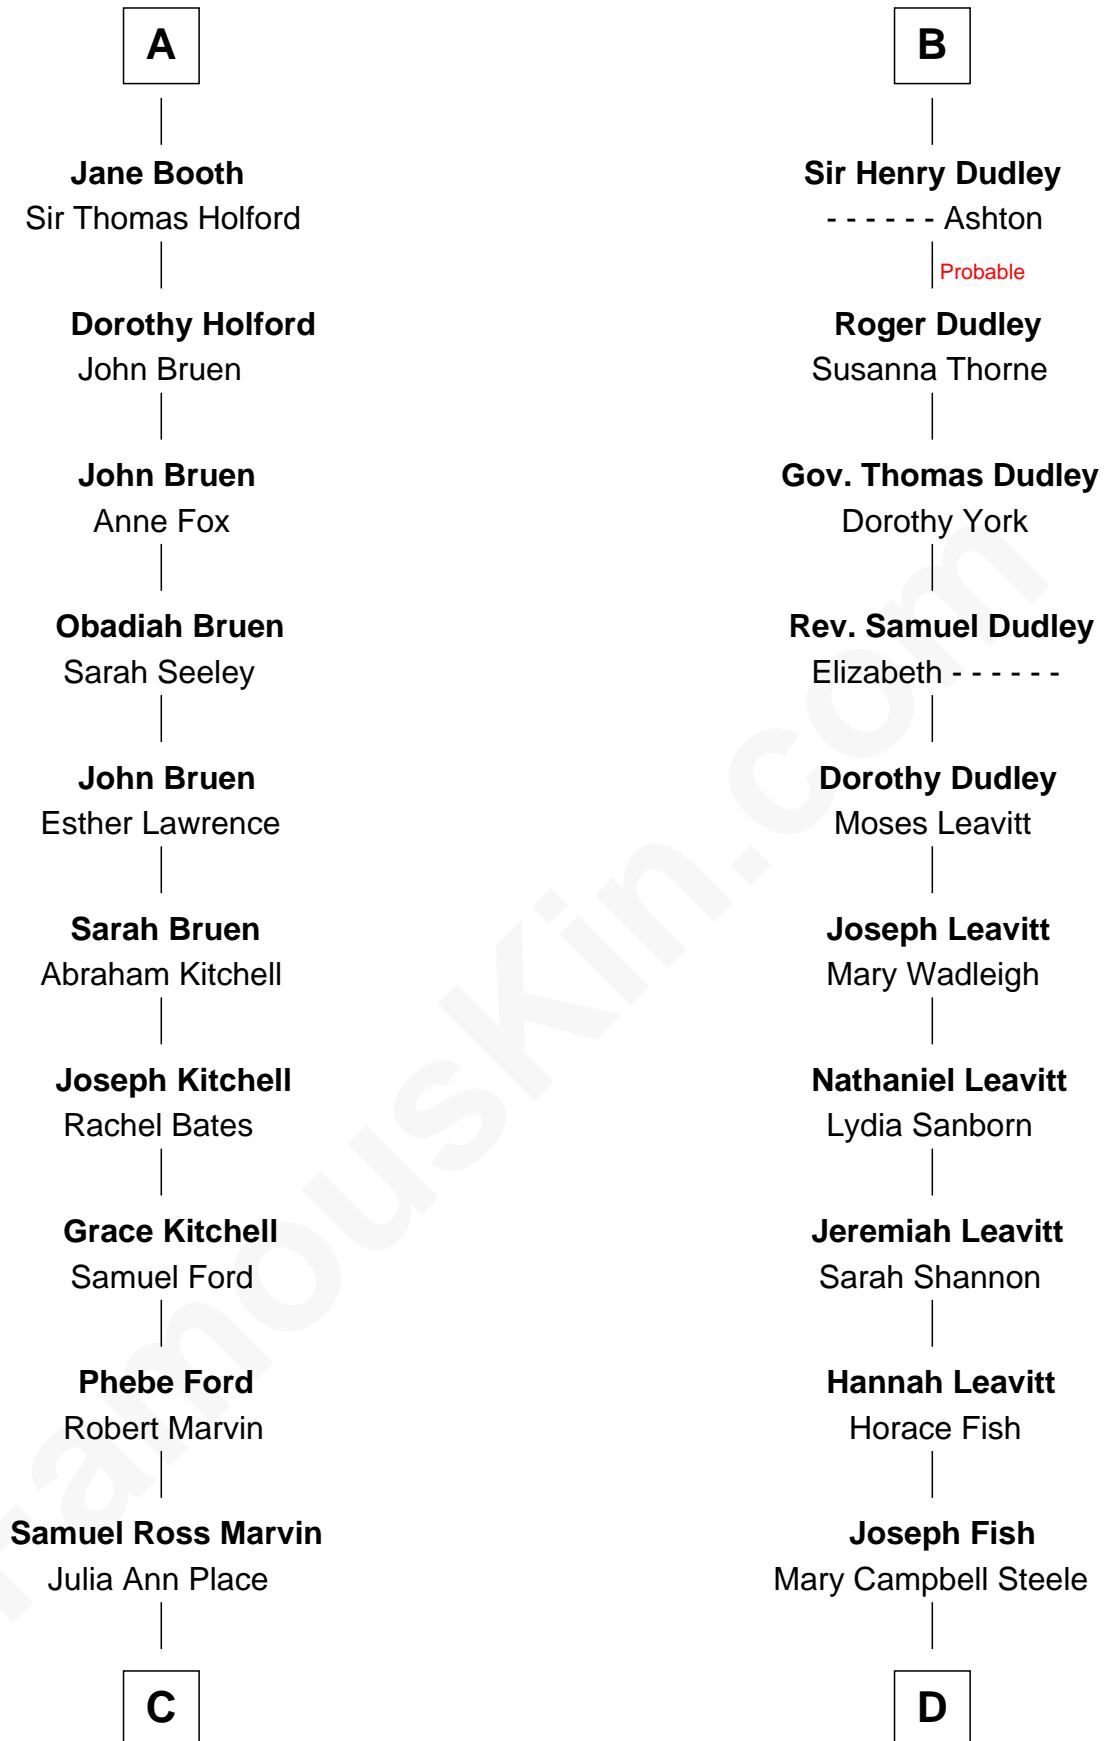 A
Jane Booth
Sir Thomas Holford
Dorothy Holford
John Bruen
John Bruen
Anne Fox
Obadiah Bruen
Sarah Seeley
John Bruen
Esther Lawrence
Sarah Bruen
Abraham Kitchell
Joseph Kitchell
Rachel Bates
Grace Kitchell
Samuel Ford
Phebe Ford
Robert Marvin
Samuel Ross Marvin
Julia Ann Place
C
B
Sir Henry Dudley
- - - - - - Ashton
Probable
Roger Dudley
Susanna Thorne
Gov. Thomas Dudley
Dorothy York
Rev. Samuel Dudley
Elizabeth - - - - - -
Dorothy Dudley
Moses Leavitt
Joseph Leavitt
Mary Wadleigh
Nathaniel Leavitt
Lydia Sanborn
Jeremiah Leavitt
Sarah Shannon
Hannah Leavitt
Horace Fish
Joseph Fish
Mary Campbell Steele
D
FamousKin.com